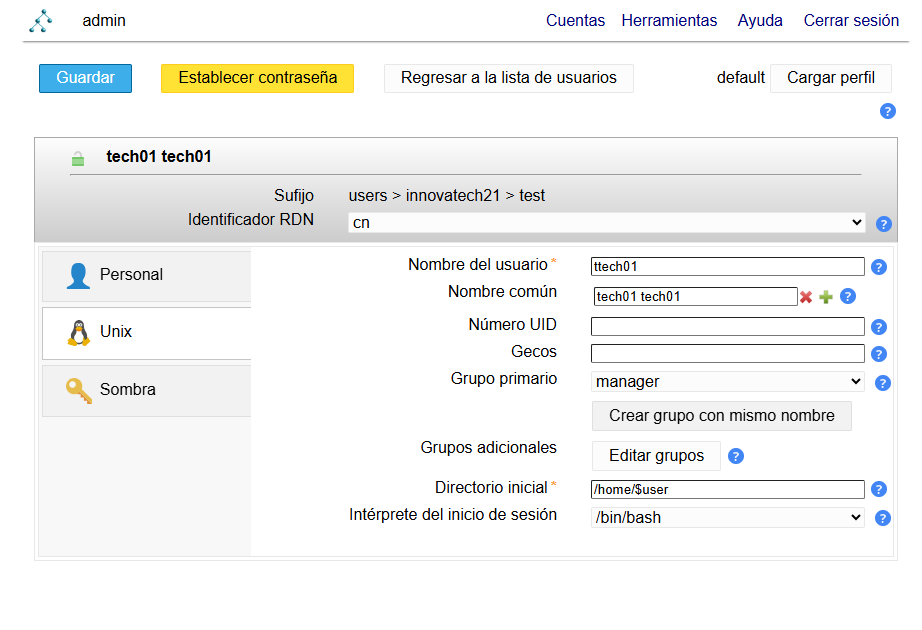 admin
Cuentas Herramientas Ayuda Cerrar sesión
Guardar Establecer contraseña Regresar a la lista de usuarios default Cargar perfil
?
tech01 tech01
Sufijo users > innovatech21 > test
Identificador RDN cn ?
Personal
Unix
Sombra
Nombre del usuario* ttech01 ?
Nombre común tech01 tech01 ?
Número UID ?
Gecos ?
Grupo primario manager ?
Crear grupo con mismo nombre
Grupos adicionales Editar grupos ?
Directorio inicial* /home/$user ?
Intérprete del inicio de sesión /bin/bash ?